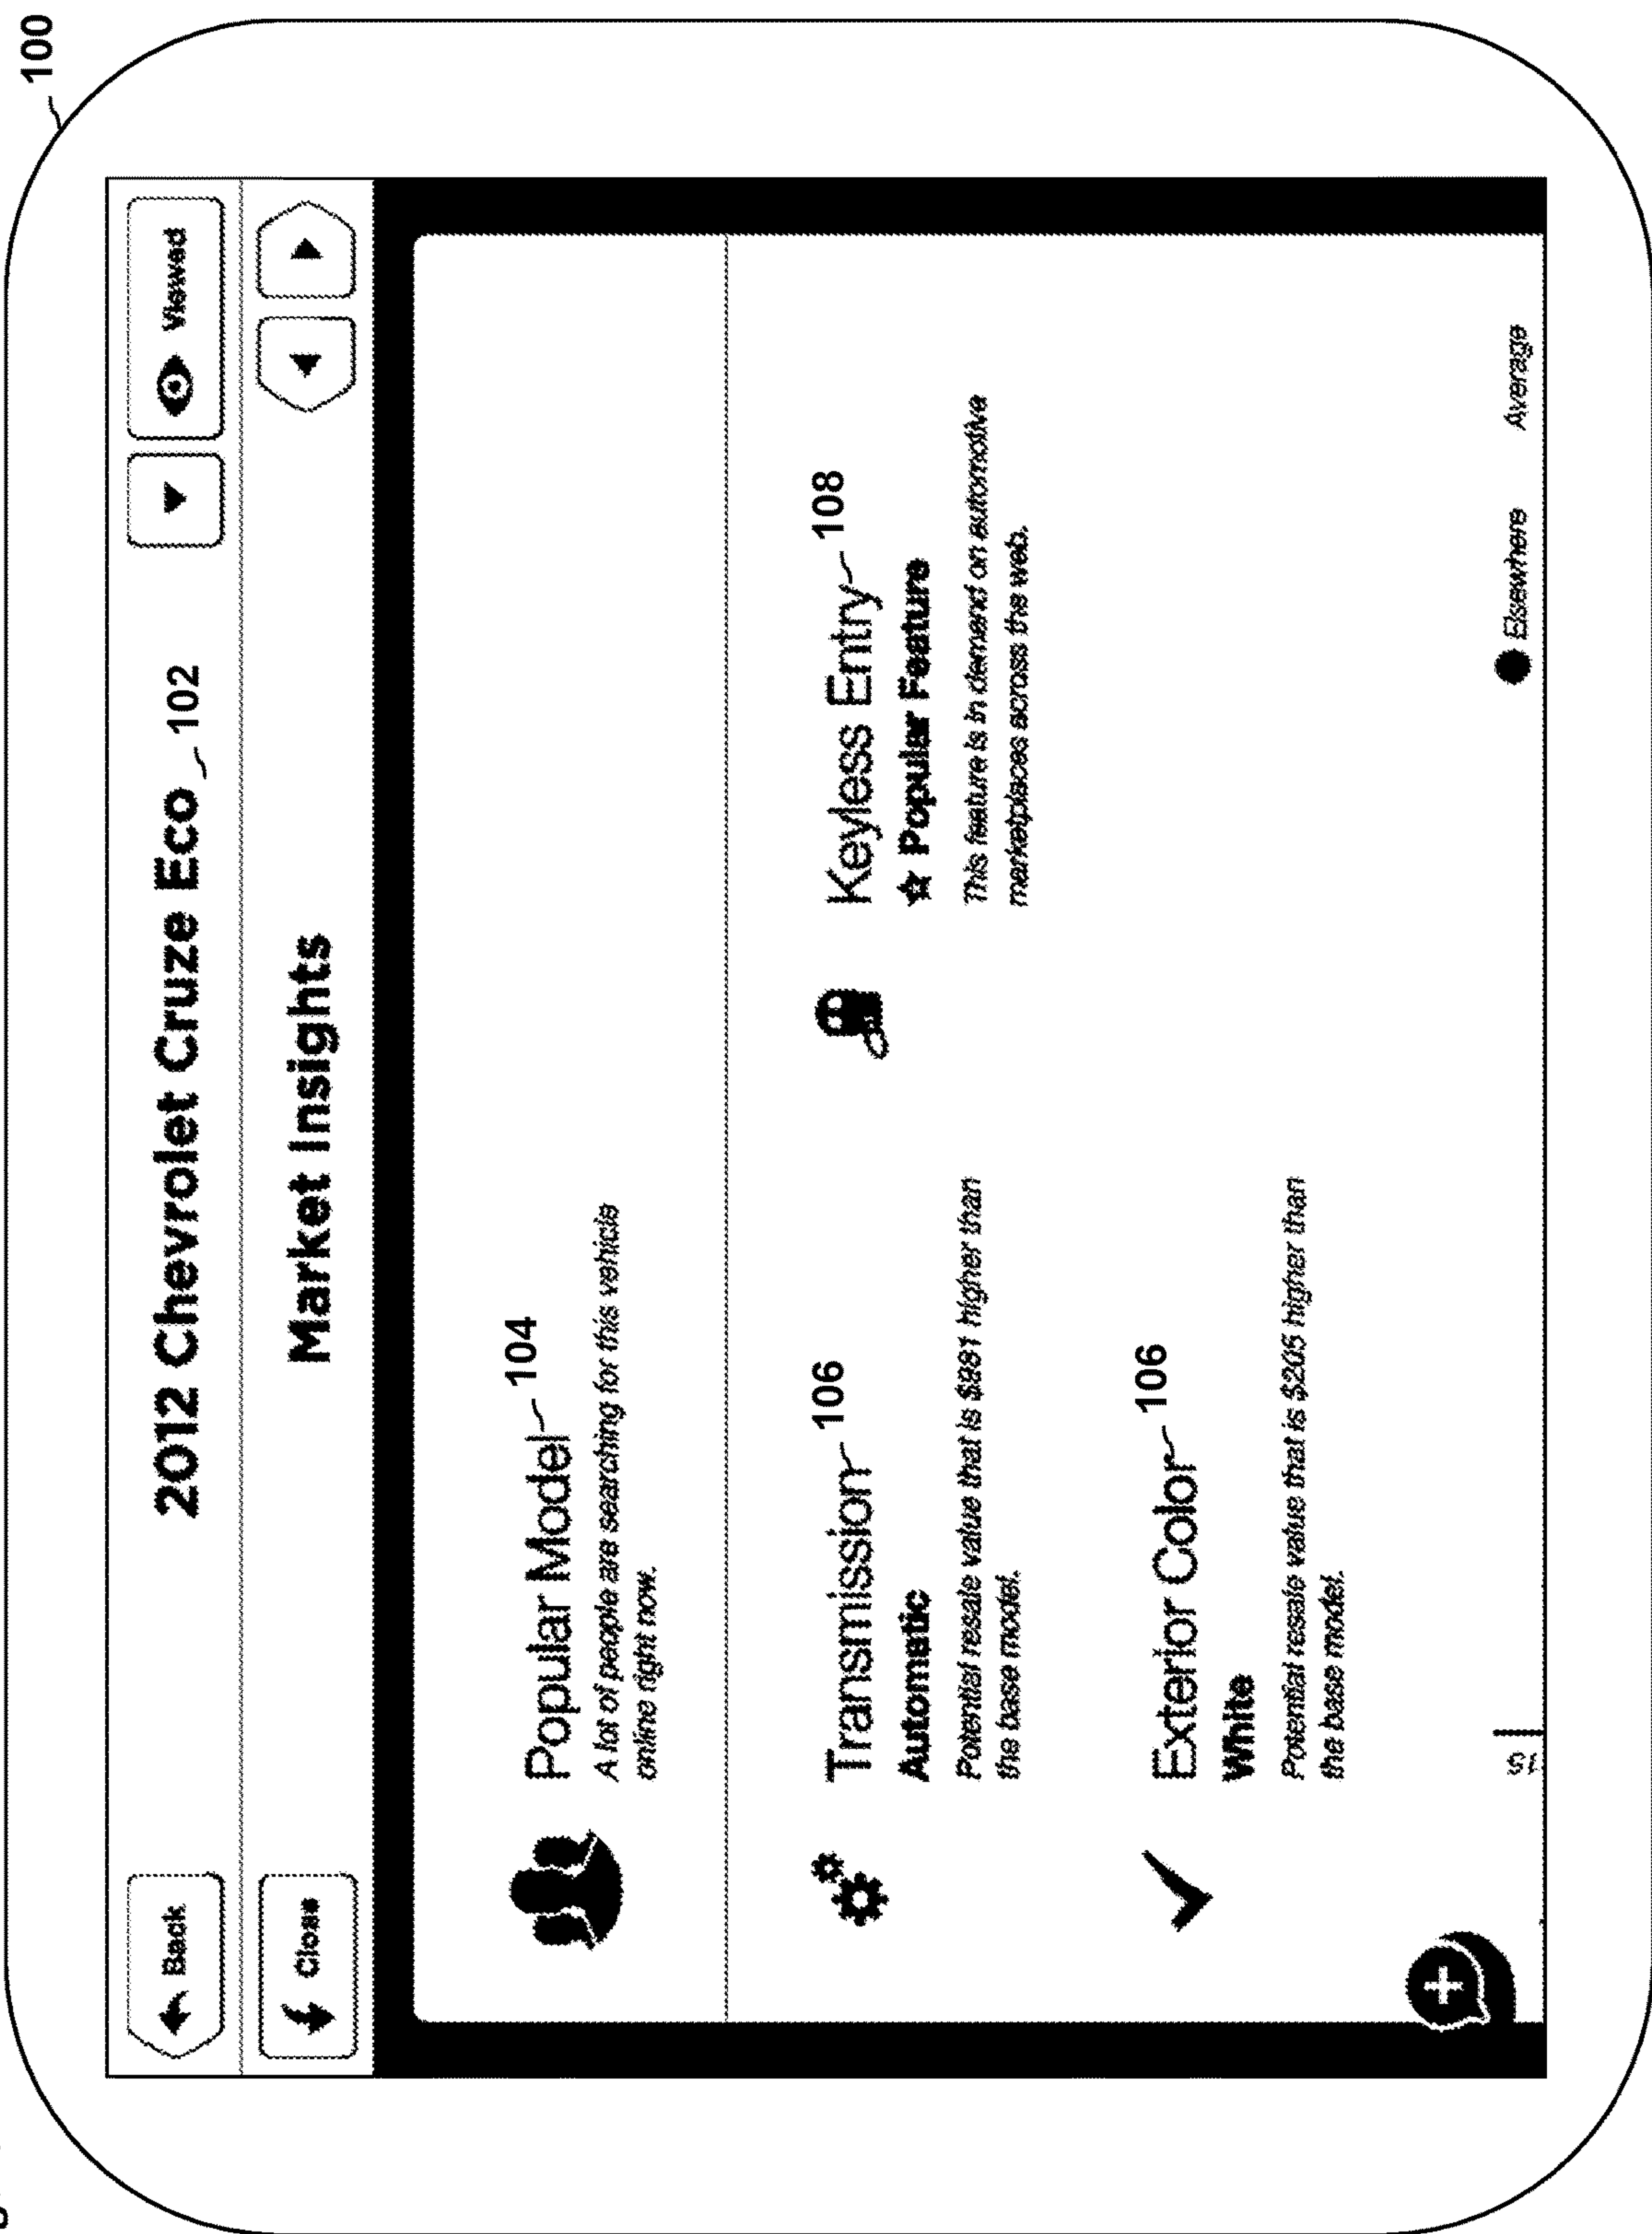 100
Back
2012 Chevrolet Cruze Eco 102
Viewed
Close
Market Insights
Popular Model 104
A lot of people are searching for this vehicle
online right now.
Transmission 106
Automatic
Potential resale value that is $981 higher than
the base model.
Keyless Entry 108
Popular Feature
This feature is in demand on automotive
marketplaces across the web.
Exterior Color 106
White
Potential resale value that is $205 higher than
the base model.
Elsewhere Average